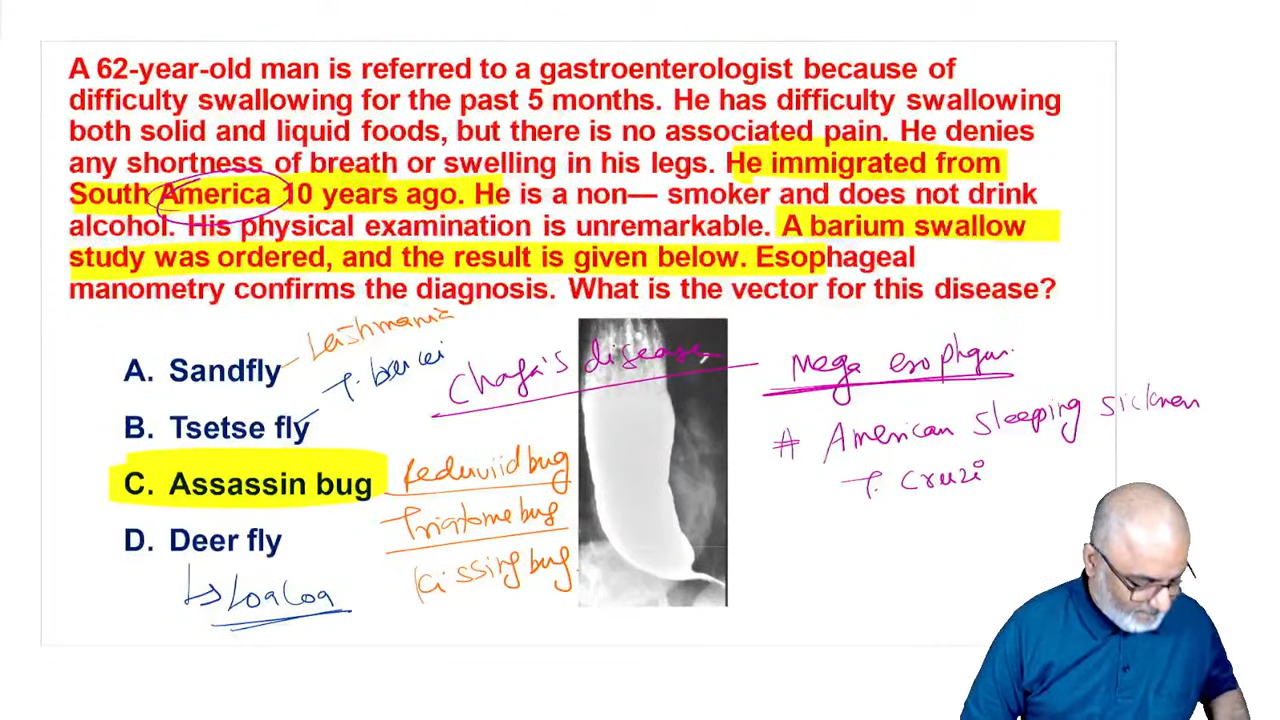 A 62-year-old man is referred to a gastroenterologist because of
difficulty swallowing for the past 5 months. He has difficulty swallowing
both solid and liquid foods, but there is no associated pain. He denies
any shortness of breath or swelling in his legs. He immigrated from
South America 10 years ago. He is a non— smoker and does not drink
alcohol. His physical examination is unremarkable. A barium swallow
study was ordered, and the result is given below. Esophageal
manometry confirms the diagnosis. What is the vector for this disease?
A. Sandfly
Leishmania
B. Tsetse fly
T. brucei
C. Assassin bug
Reduviid bug
Triatome bug
Kissing bug
D. Deer fly
Loa Loa
Chaga's disease
Mega esophagus
# American sleeping sickness
T. cruzi